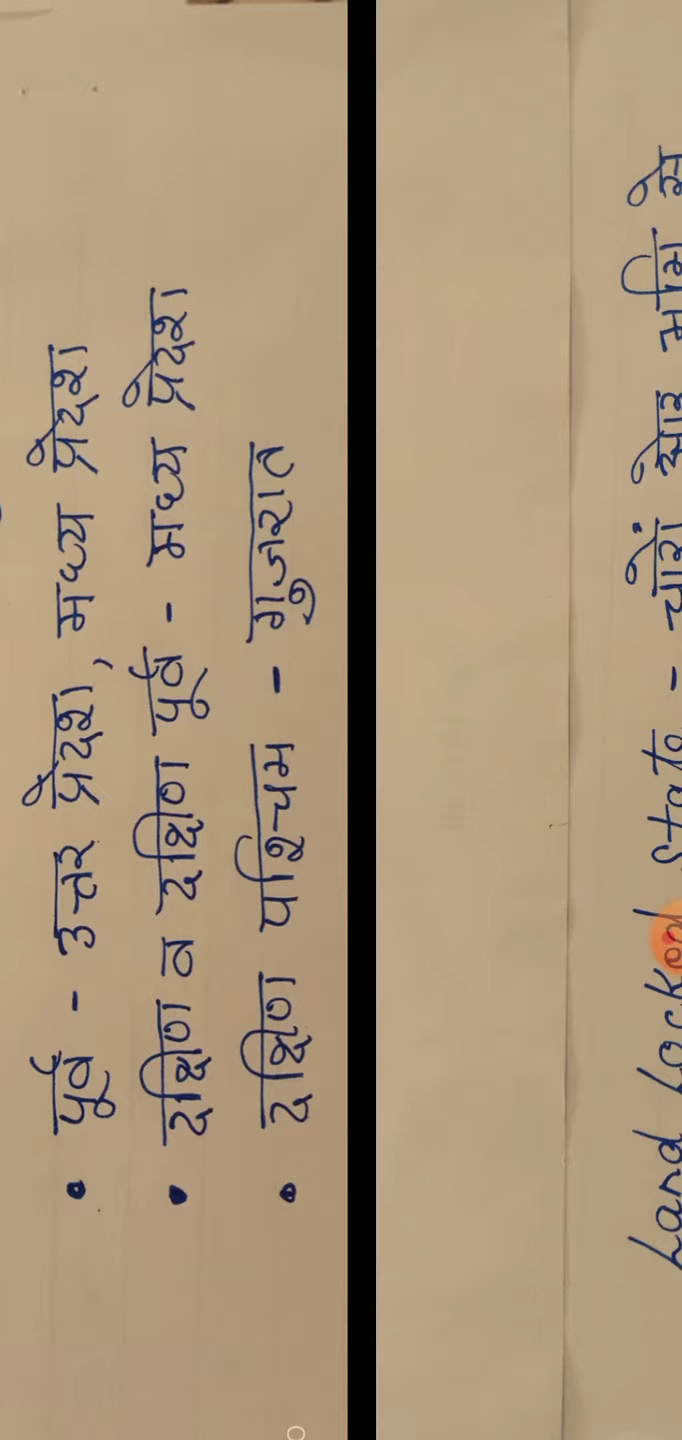 • पूर्व - उत्तर प्रदेश, मध्य प्रदेश।
• दक्षिण व दक्षिण पूर्व - मध्य प्रदेश।
• दक्षिण पश्चिम - गुजरात
Land Locked State - चारों ओर भूमि से